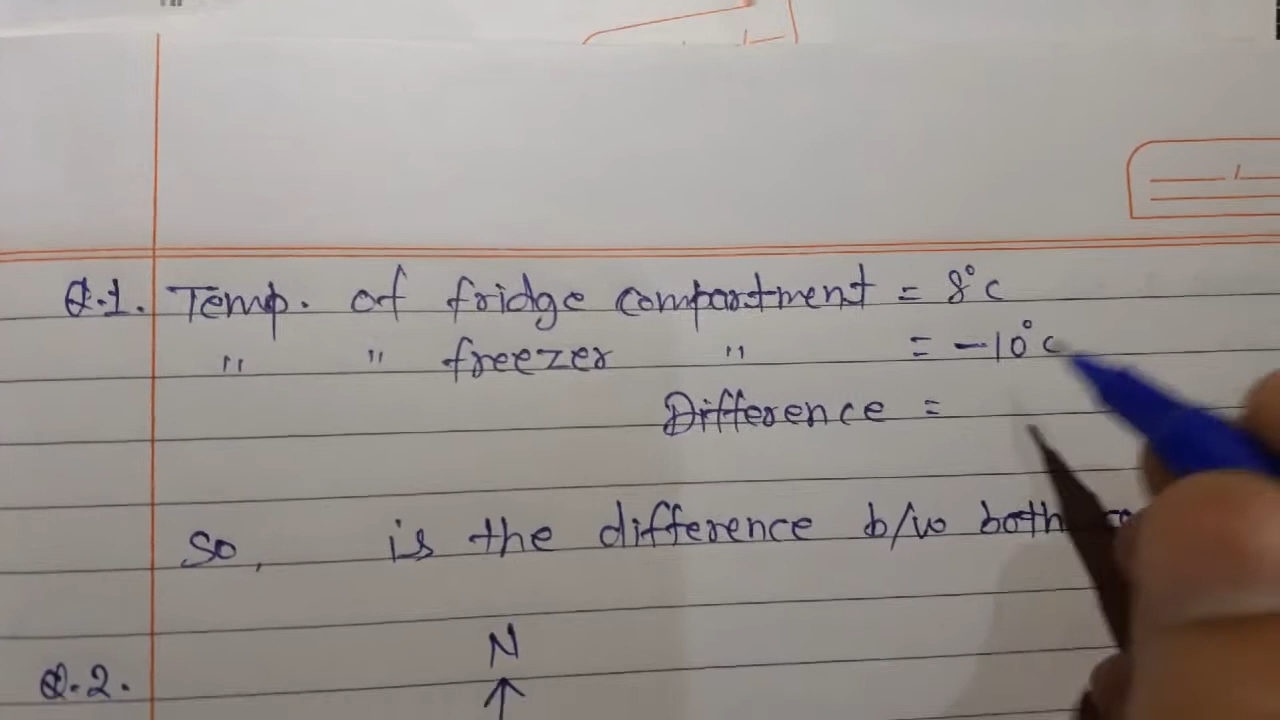 Q.1. Temp. of fridge compartment = 8°C
" " freezer " = -10°C
Difference =
So, is the difference b/w both
Q.2.
N